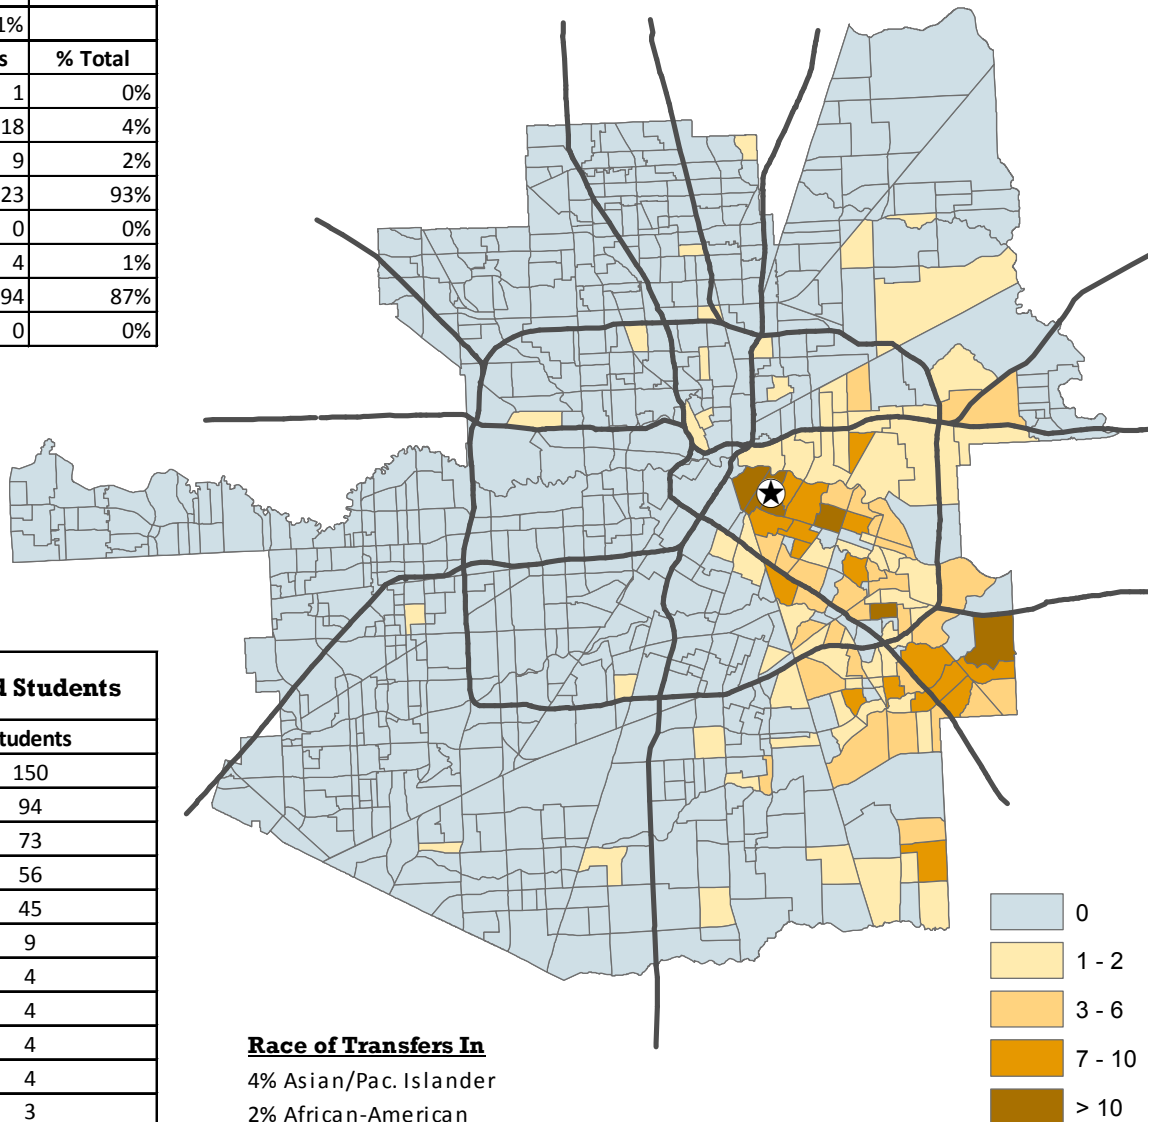 1%
s % Total
1 0%
18 4%
9 2%
23 93%
0 0%
4 1%
94 87%
0 0%
d Students
tudents
150
94
73
56
45
9
4
4
4
4
3
Race of Transfers In
4% Asian/Pac. Islander
2% African-American
0
1 - 2
3 - 6
7 - 10
> 10